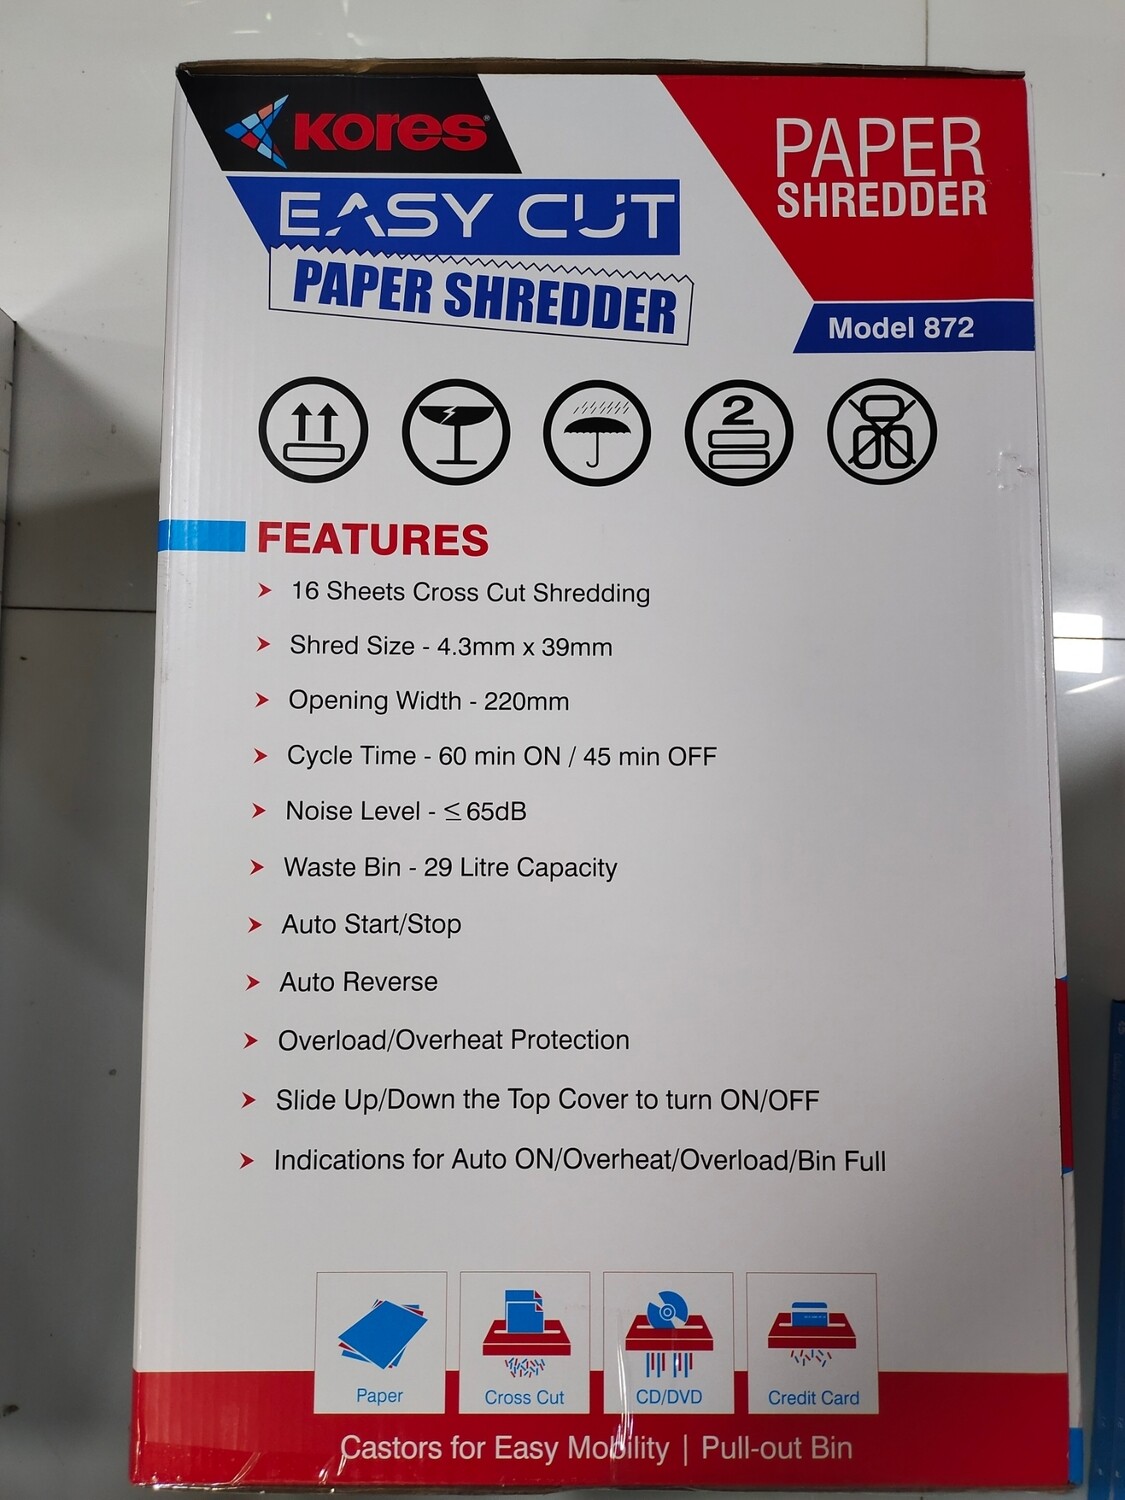 Kores®
EASY CUT
PAPER SHREDDER
PAPER
SHREDDER
Model 872
2
FEATURES
16 Sheets Cross Cut Shredding
Shred Size - 4.3mm x 39mm
Opening Width - 220mm
Cycle Time - 60 min ON / 45 min OFF
Noise Level - ≤ 65dB
Waste Bin - 29 Litre Capacity
Auto Start/Stop
Auto Reverse
Overload/Overheat Protection
Slide Up/Down the Top Cover to turn ON/OFF
Indications for Auto ON/Overheat/Overload/Bin Full
Paper
Cross Cut
CD/DVD
Credit Card
Castors for Easy Mobility | Pull-out Bin